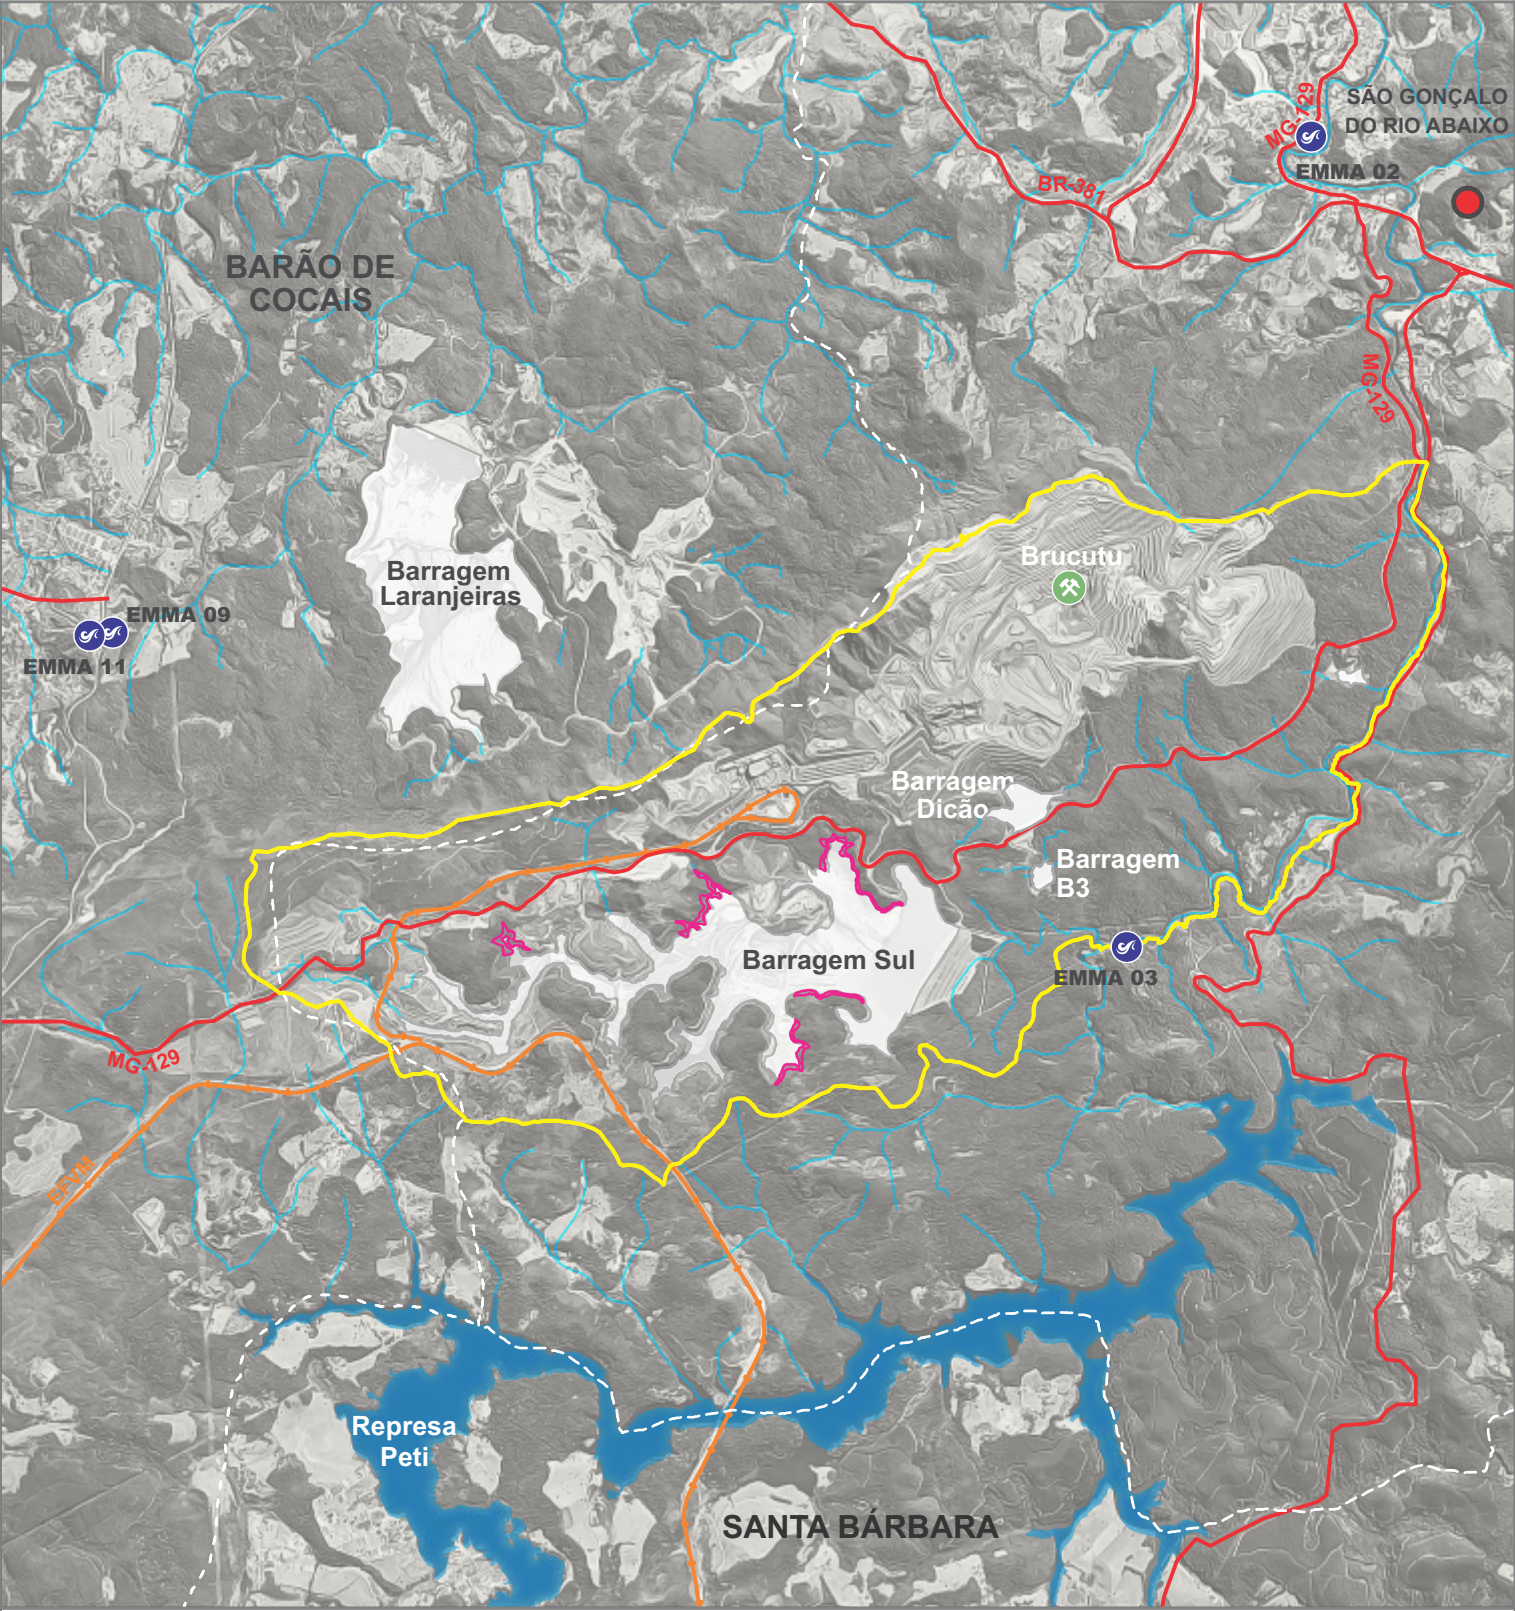 MG-129
SÃO GONÇALO
DO RIO ABAIXO
EMMA 02
BR-381
BARÃO DE
COCAIS
MG-129
Barragem
Laranjeiras
Brucutu
EMMA 09
EMMA 11
Barragem
Dicão
Barragem
B3
Barragem Sul
EMMA 03
MG-129
EFVM
Represa
Peti
SANTA BÁRBARA